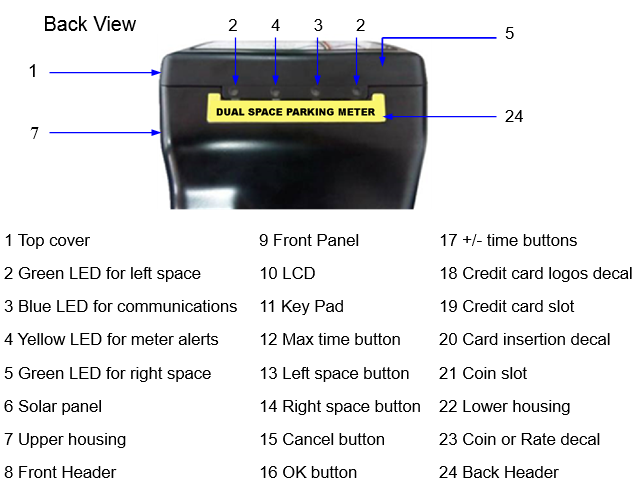 Back View
2 4 3 2
5
1
7
DUAL SPACE PARKING METER
24
1 Top cover
2 Green LED for left space
3 Blue LED for communications
4 Yellow LED for meter alerts
5 Green LED for right space
6 Solar panel
7 Upper housing
8 Front Header
9 Front Panel
10 LCD
11 Key Pad
12 Max time button
13 Left space button
14 Right space button
15 Cancel button
16 OK button
17 +/- time buttons
18 Credit card logos decal
19 Credit card slot
20 Card insertion decal
21 Coin slot
22 Lower housing
23 Coin or Rate decal
24 Back Header